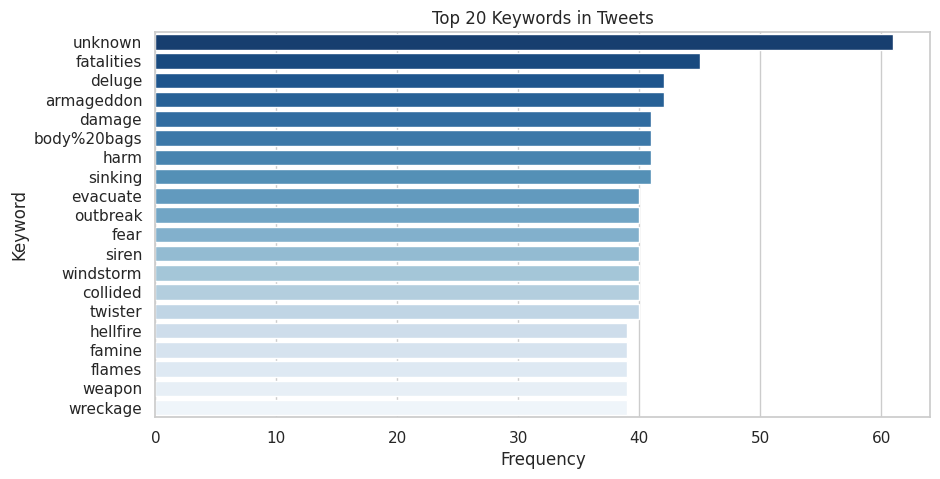 Top 20 Keywords in Tweets
Keyword
unknown
fatalities
deluge
armageddon
damage
body%20bags
harm
sinking
evacuate
outbreak
fear
siren
windstorm
collided
twister
hellfire
famine
flames
weapon
wreckage
0 10 20 30 40 50 60
Frequency